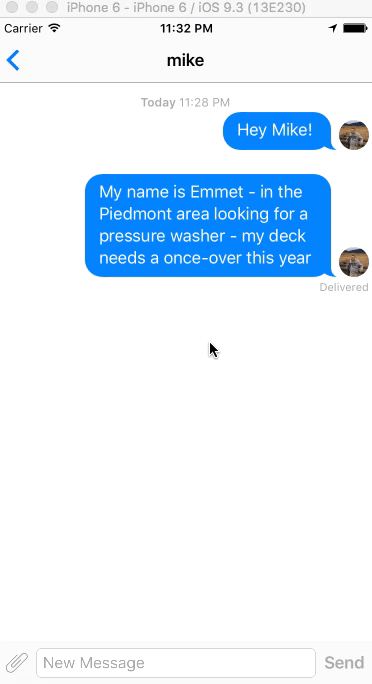 iPhone 6 - iPhone 6 / iOS 9.3 (13E230)
Carrier 11:32 PM
mike
Today 11:28 PM
Hey Mike!
My name is Emmet - in the
Piedmont area looking for a
pressure washer - my deck
needs a once-over this year
Delivered
New Message Send